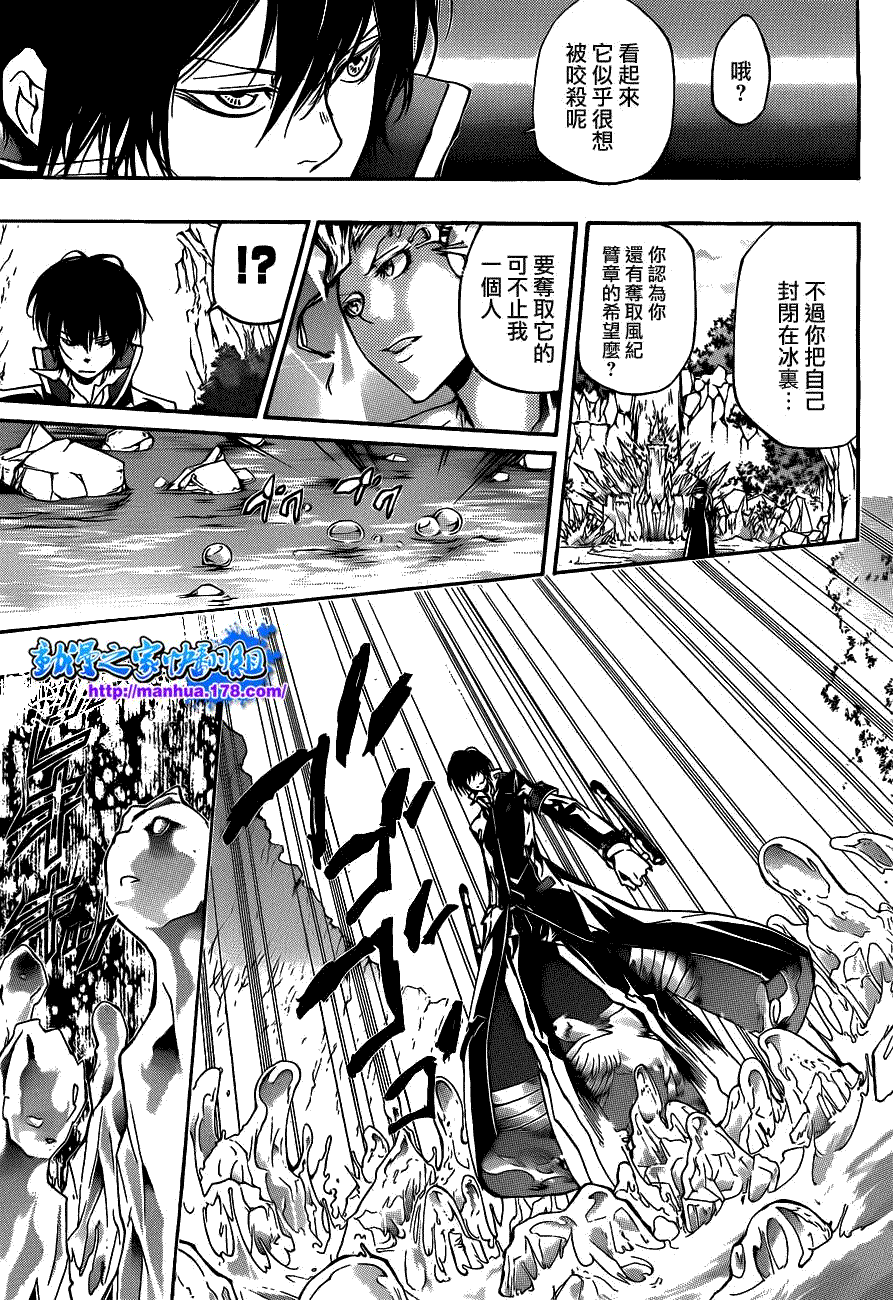 哦?
看起來
它似乎很想
被咬殺呢
不過你把自己
封閉在冰裏…
你認為你
還有奪取風紀
臂章的希望麼?
要奪取它的
可不止我
一個人
!?
動漫之家快翻組
http://manhua.178.com/